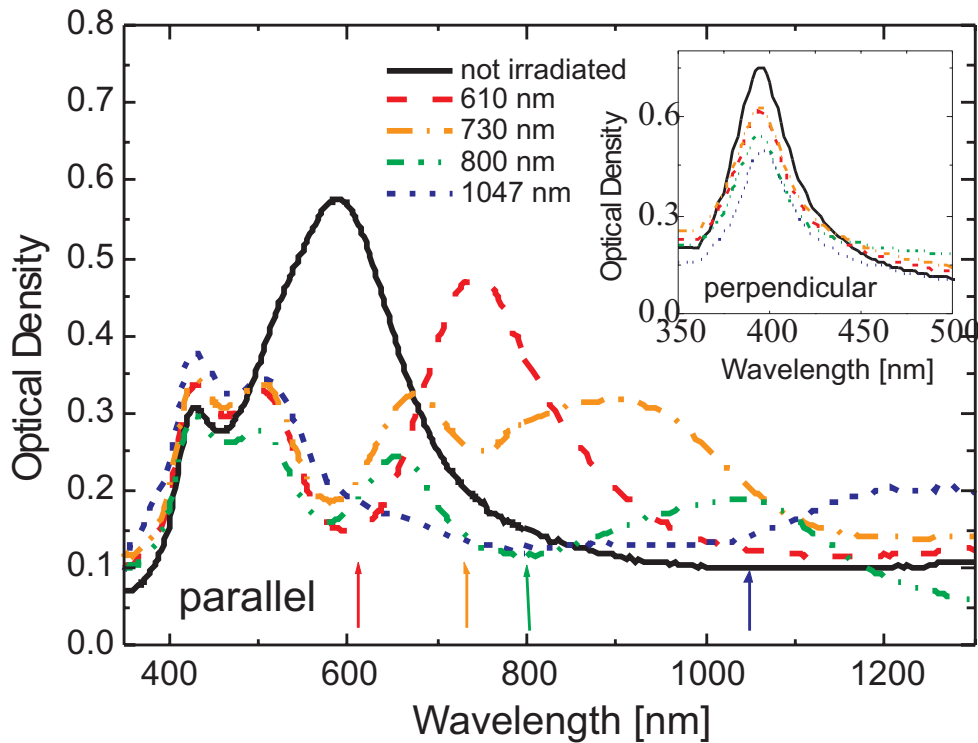 0.8
0.7
0.6
0.5
0.4
0.3
0.2
0.1
0.0
Optical Density
400
600
800
1000
1200
Wavelength [nm]
not irradiated
610 nm
730 nm
800 nm
1047 nm
parallel
0.6
0.3
0.0
Optical Density
350
400
450
500
Wavelength [nm]
perpendicular